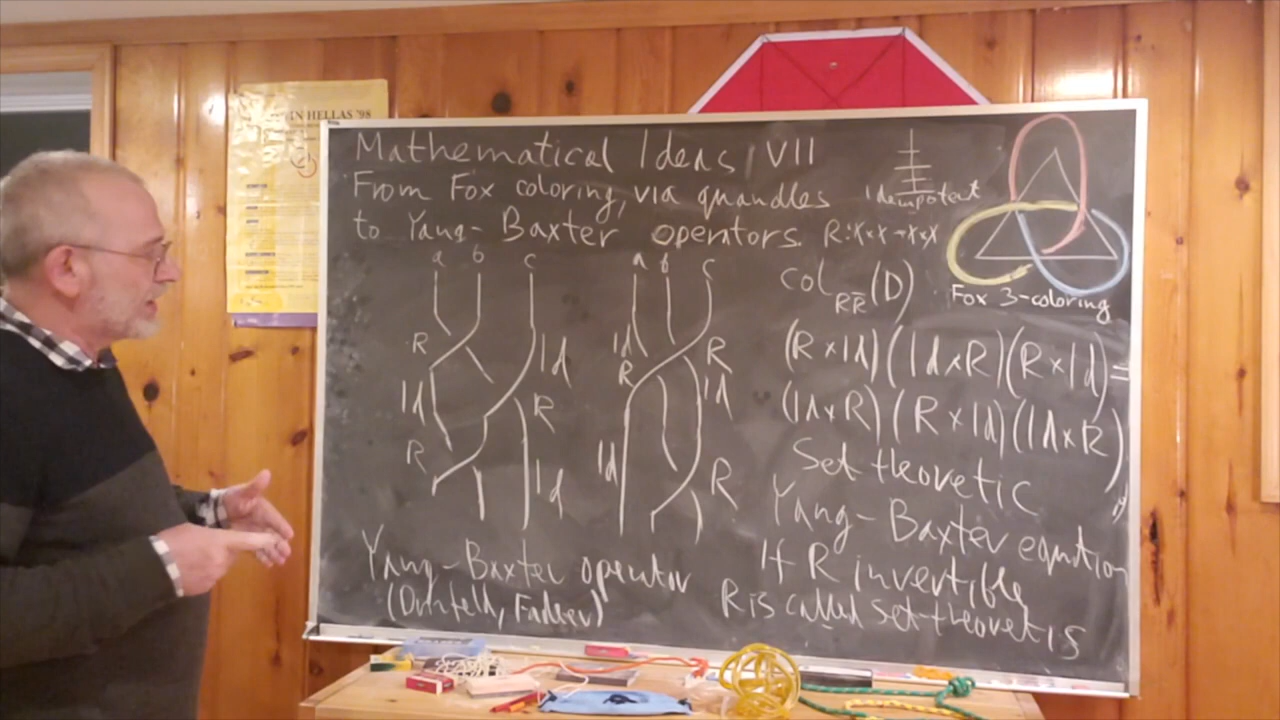 IN HELLAS '98
Mathematical Ideas VII
From Fox coloring, via quandles
idempotent
to Yang-Baxter operators. R: X×X→X×X
a b c
a b c
col R R̄ (D)
Fox 3-coloring
R Id
Id R
(R×Id)(Id×R)(R×Id)=
Id R
R Id
(Id×R)(R×Id)(Id×R)
R Id
Id R
Set theoretic
Yang-Baxter equation
Yang-Baxter operator
If R invertible
(Drinfeld, Fadeev)
R is called set-theoretis